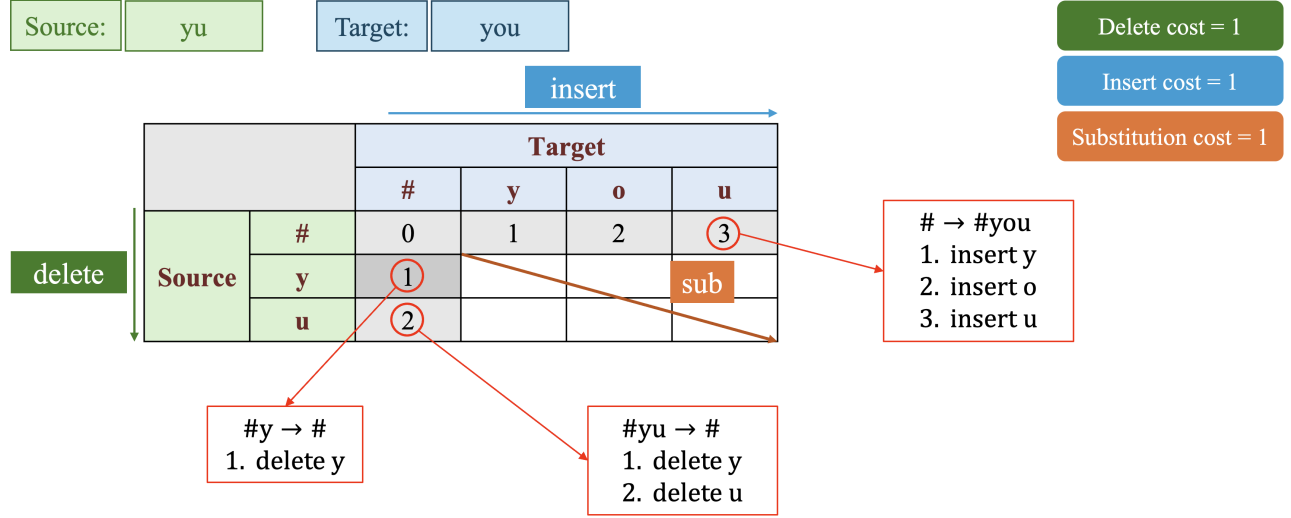 Source: yu Target: you Delete cost = 1
insert Insert cost = 1
Substitution cost = 1
Target
# y o u
delete Source # 0 1 2 3
y 1 sub
u 2
# → #you
1. insert y
2. insert o
3. insert u
#y → #
1. delete y
#yu → #
1. delete y
2. delete u